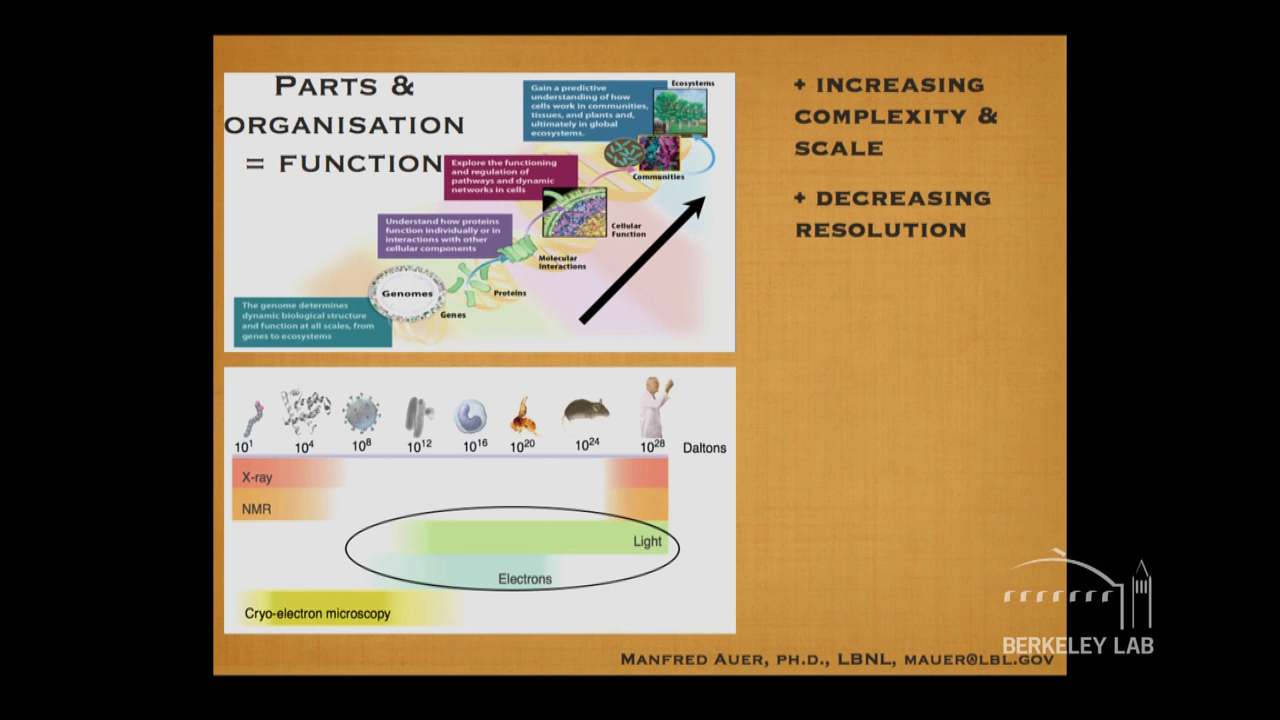 PARTS &
ORGANISATION
= FUNCTION
Gain a predictive
understanding of how
cells work in communities,
tissues, and plants and,
ultimately in global
ecosystems.
Ecosystems
Explore the functioning
and regulation of
pathways and dynamic
networks in cells
Communities
Understand how proteins
function individually or in
interactions with other
cellular components
Cellular
Function
Molecular
Interactions
Genomes
Proteins
Genes
The genome determines
dynamic biological structure
and function at all scales, from
genes to ecosystems
+ INCREASING
COMPLEXITY &
SCALE
+ DECREASING
RESOLUTION
10¹ 10⁴ 10⁸ 10¹² 10¹⁶ 10²⁰ 10²⁴ 10²⁸ Daltons
X-ray
NMR
Light
Electrons
Cryo-electron microscopy
BERKELEY LAB
MANFRED AUER, PH.D., LBNL, MAUER@LBL.GOV